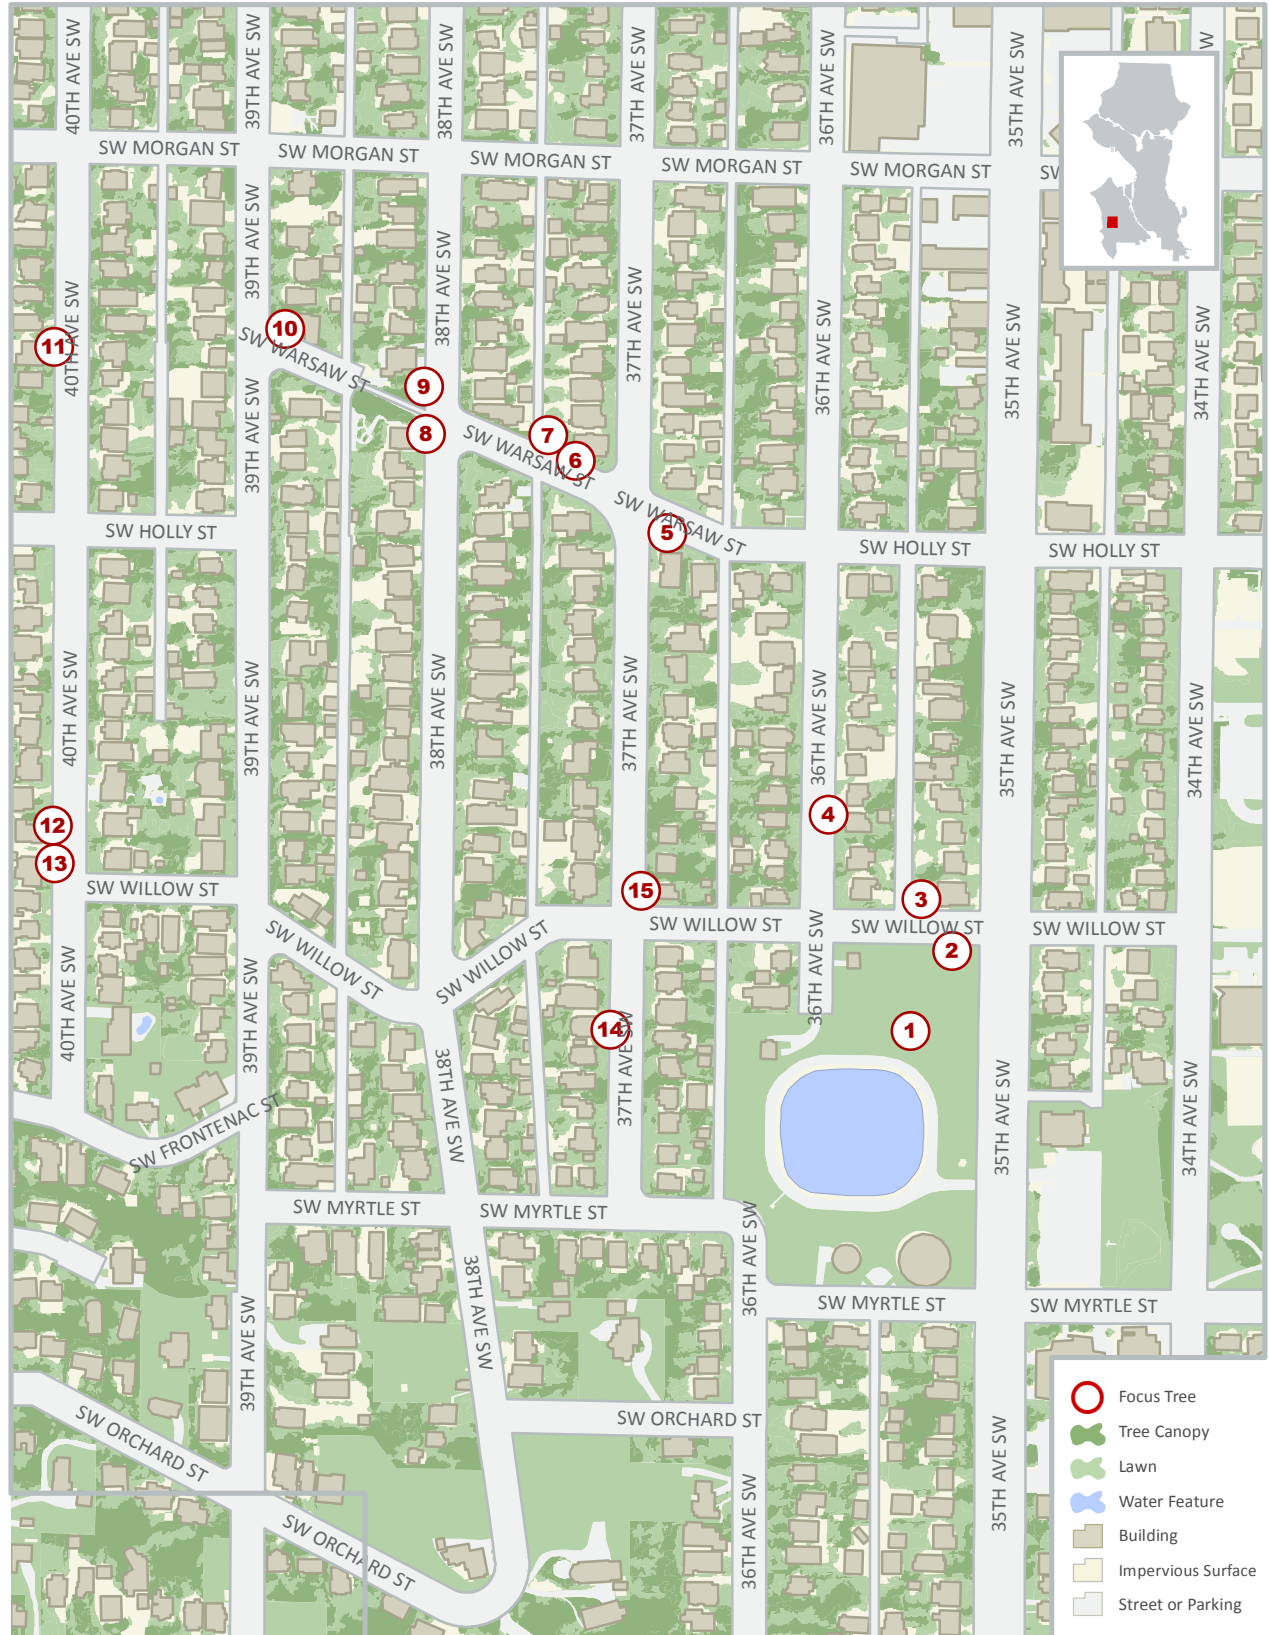 40TH AVE SW
39TH AVE SW
38TH AVE SW
37TH AVE SW
36TH AVE SW
35TH AVE SW
W
SW MORGAN ST
SW MORGAN ST
SW MORGAN ST
SW MORGAN ST
SW MORGAN ST
SW
39TH AVE SW
38TH AVE SW
37TH AVE SW
36TH AVE SW
35TH AVE SW
34TH AVE SW
40TH AVE SW
11
10
SW WARSAW ST
9
8
7
6
SW WARSAW ST
39TH AVE SW
SW WARSAW ST
5
SW HOLLY ST
SW HOLLY ST
SW HOLLY ST
40TH AVE SW
39TH AVE SW
38TH AVE SW
37TH AVE SW
36TH AVE SW
35TH AVE SW
34TH AVE SW
12
13
4
15
3
SW WILLOW ST
SW WILLOW ST
SW WILLOW ST
SW WILLOW ST
SW WILLOW ST
SW WILLOW ST
2
40TH AVE SW
39TH AVE SW
36TH AVE SW
14
1
37TH AVE SW
38TH AVE SW
35TH AVE SW
34TH AVE SW
SW FRONTENAC ST
SW MYRTLE ST
SW MYRTLE ST
36TH AVE SW
38TH AVE SW
SW MYRTLE ST
SW MYRTLE ST
39TH AVE SW
SW ORCHARD ST
SW ORCHARD ST
36TH AVE SW
35TH AVE SW
SW ORCHARD ST
Focus Tree
Tree Canopy
Lawn
Water Feature
Building
Impervious Surface
Street or Parking